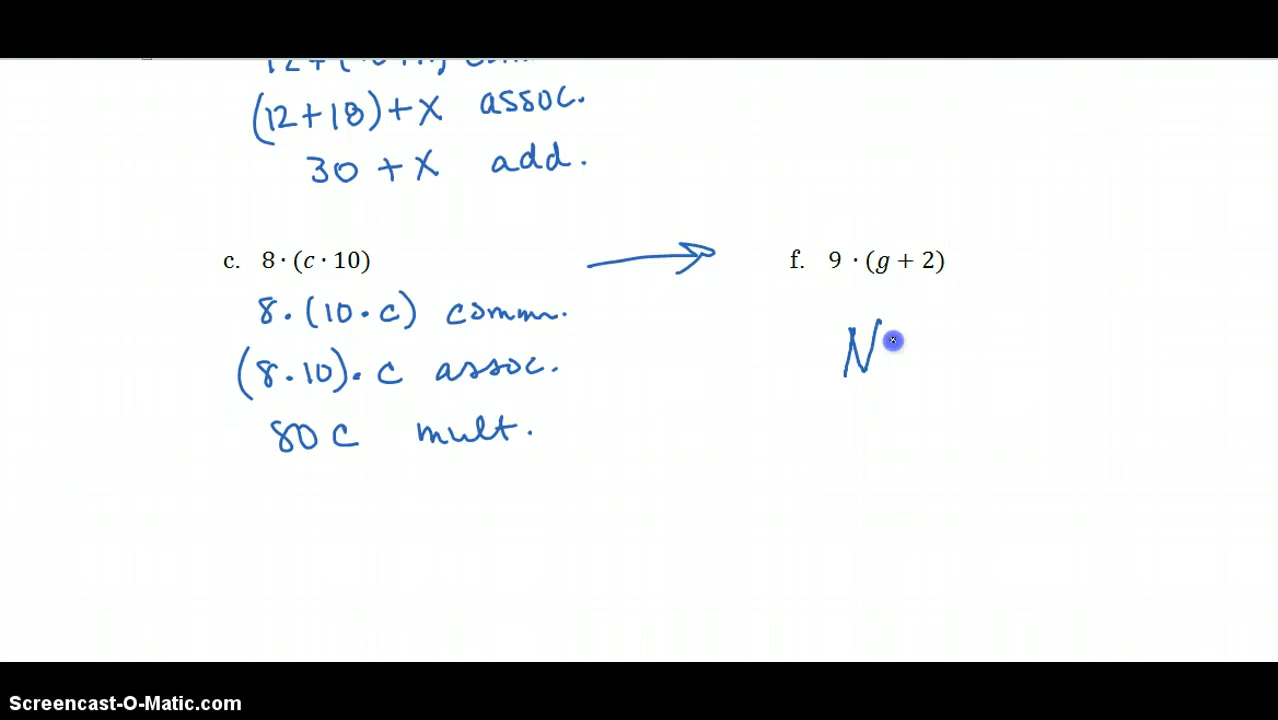 (12+18)+X assoc.
30 + X add.
c. 8 · (c · 10)
8 · (10 · c) comm.
(8 · 10) · c assoc.
80 c mult.
f. 9 · (g + 2)
N
Screencast-O-Matic.com